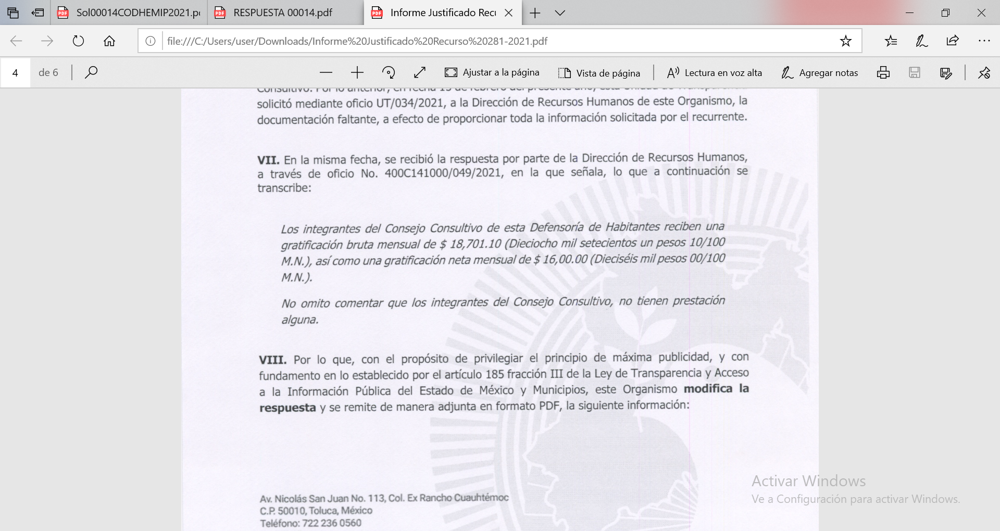 Sol00014CODHEMIP2021.p
RESPUESTA 00014.pdf
Informe Justificado Recu
file:///C:/Users/user/Downloads/Informe%20Justificado%20Recurso%20281-2021.pdf
4 de 6
Ajustar a la página
Vista de página
Lectura en voz alta
Agregar notas
Consultivo. Por lo anterior, en fecha 15 de febrero del presente año, esta Unidad de Transparencia
solicitó mediante oficio UT/034/2021, a la Dirección de Recursos Humanos de este Organismo, la
documentación faltante, a efecto de proporcionar toda la información solicitada por el recurrente.
VII. En la misma fecha, se recibió la respuesta por parte de la Dirección de Recursos Humanos,
a través de oficio No. 400C141000/049/2021, en la que señala, lo que a continuación se
transcribe:
Los integrantes del Consejo Consultivo de esta Defensoría de Habitantes reciben una
gratificación bruta mensual de $ 18,701.10 (Dieciocho mil setecientos un pesos 10/100
M.N.), así como una gratificación neta mensual de $ 16,00.00 (Dieciséis mil pesos 00/100
M.N.).
No omito comentar que los integrantes del Consejo Consultivo, no tienen prestación
alguna.
VIII. Por lo que, con el propósito de privilegiar el principio de máxima publicidad, y con
fundamento en lo establecido por el artículo 185 fracción III de la Ley de Transparencia y Acceso
a la Información Pública del Estado de México y Municipios, este Organismo modifica la
respuesta y se remite de manera adjunta en formato PDF, la siguiente información:
Av. Nicolás San Juan No. 113, Col. Ex Rancho Cuauhtémoc
C.P. 50010, Toluca, México
Teléfono: 722 236 0560
Activar Windows
Ve a Configuración para activar Windows.